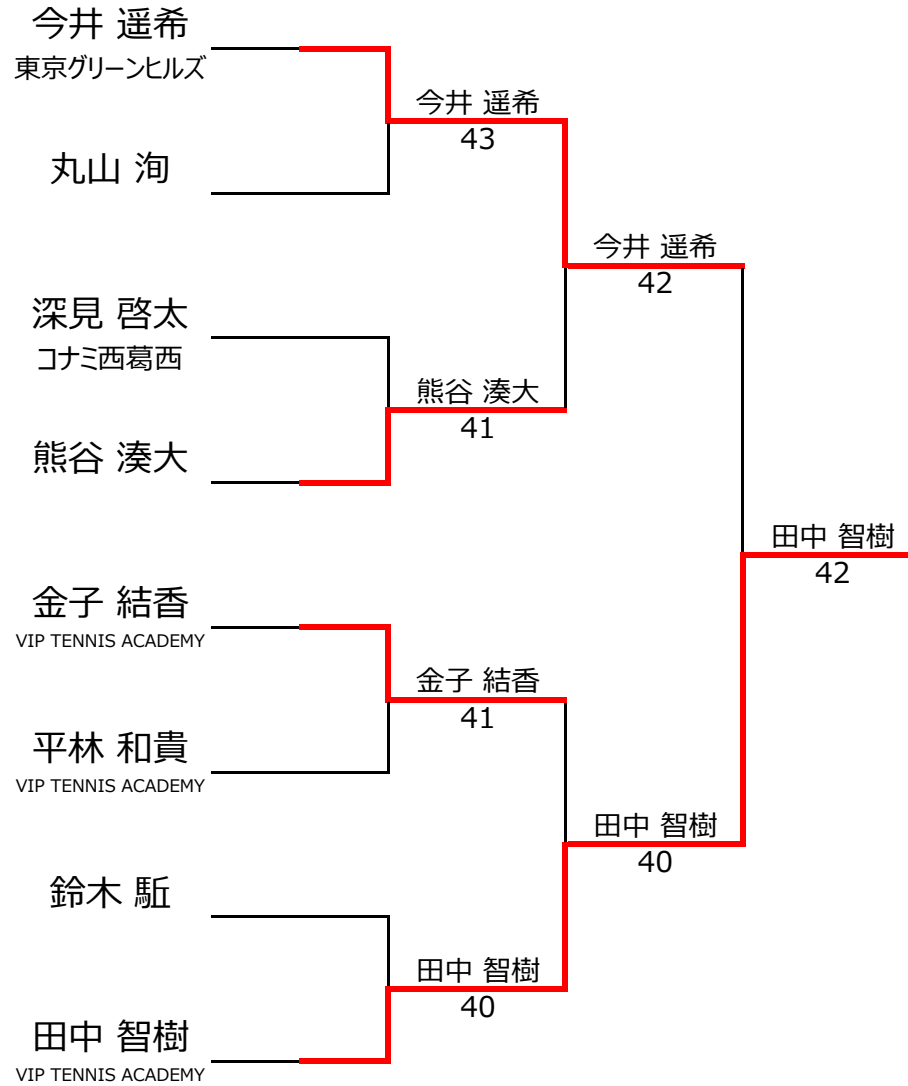 今井 遥希
東京グリーンヒルズ
今井 遥希
43
丸山 洵
今井 遥希
42
深見 啓太
コナミ西葛西
熊谷 湊大
41
熊谷 湊大
田中 智樹
42
金子 結香
VIP TENNIS ACADEMY
金子 結香
41
平林 和貴
VIP TENNIS ACADEMY
田中 智樹
40
鈴木 駈
田中 智樹
40
田中 智樹
VIP TENNIS ACADEMY